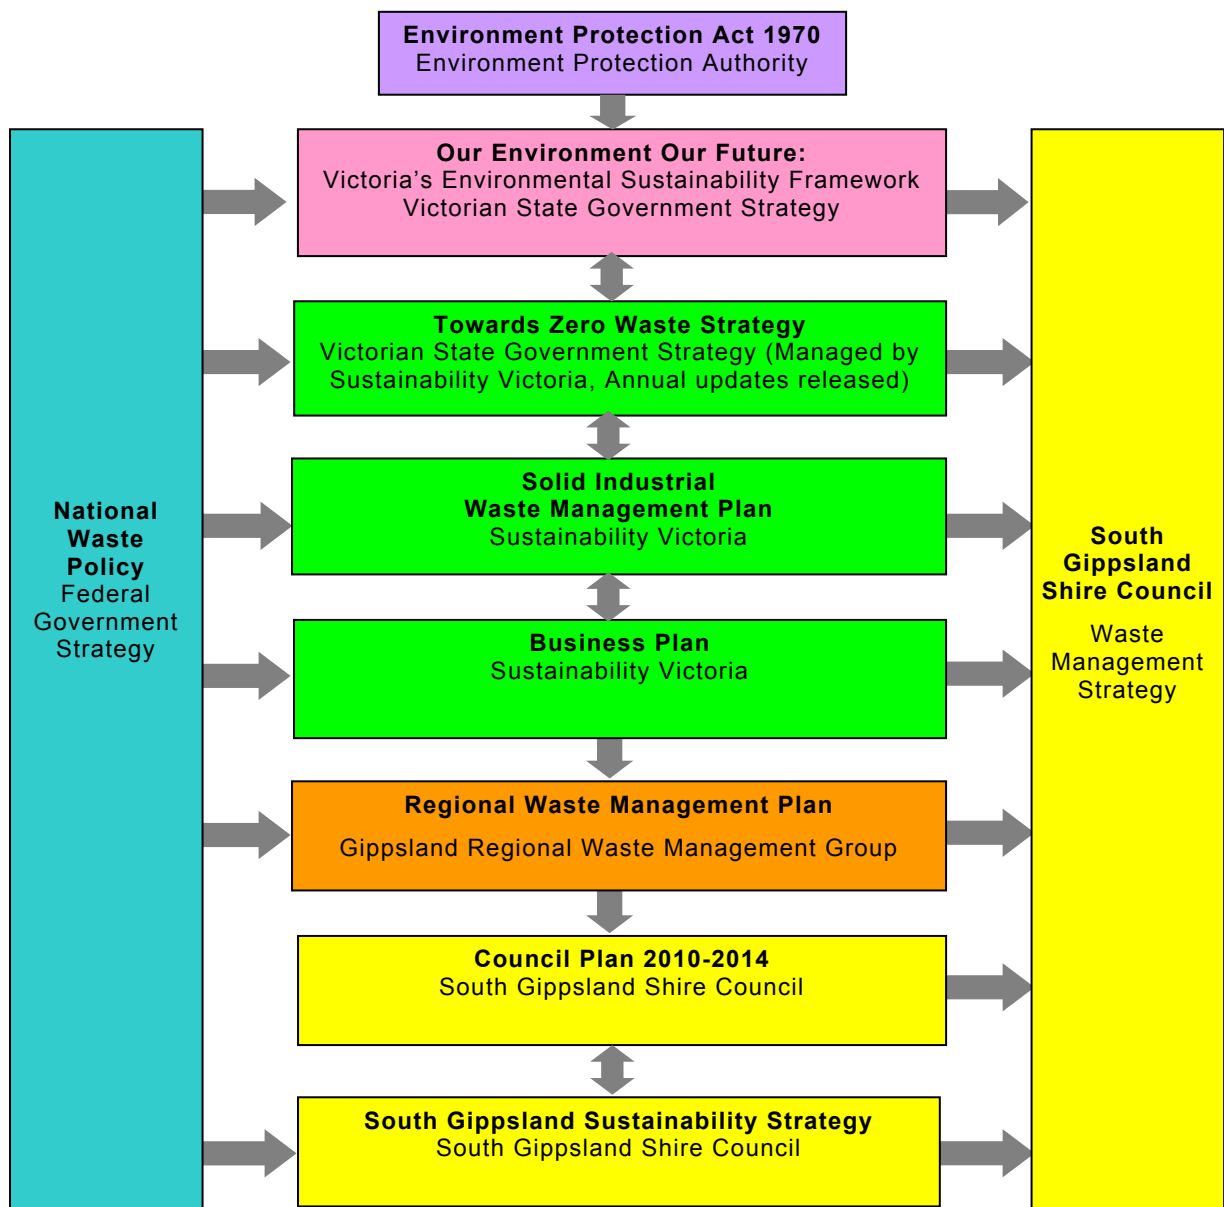 Environment Protection Act 1970
Environment Protection Authority
Our Environment Our Future:
Victoria’s Environmental Sustainability Framework
Victorian State Government Strategy
Towards Zero Waste Strategy
Victorian State Government Strategy (Managed by
Sustainability Victoria, Annual updates released)
Solid Industrial
Waste Management Plan
Sustainability Victoria
Business Plan
Sustainability Victoria
Regional Waste Management Plan
Gippsland Regional Waste Management Group
Council Plan 2010-2014
South Gippsland Shire Council
South Gippsland Sustainability Strategy
South Gippsland Shire Council
National
Waste
Policy
Federal
Government
Strategy
South
Gippsland
Shire Council
Waste
Management
Strategy